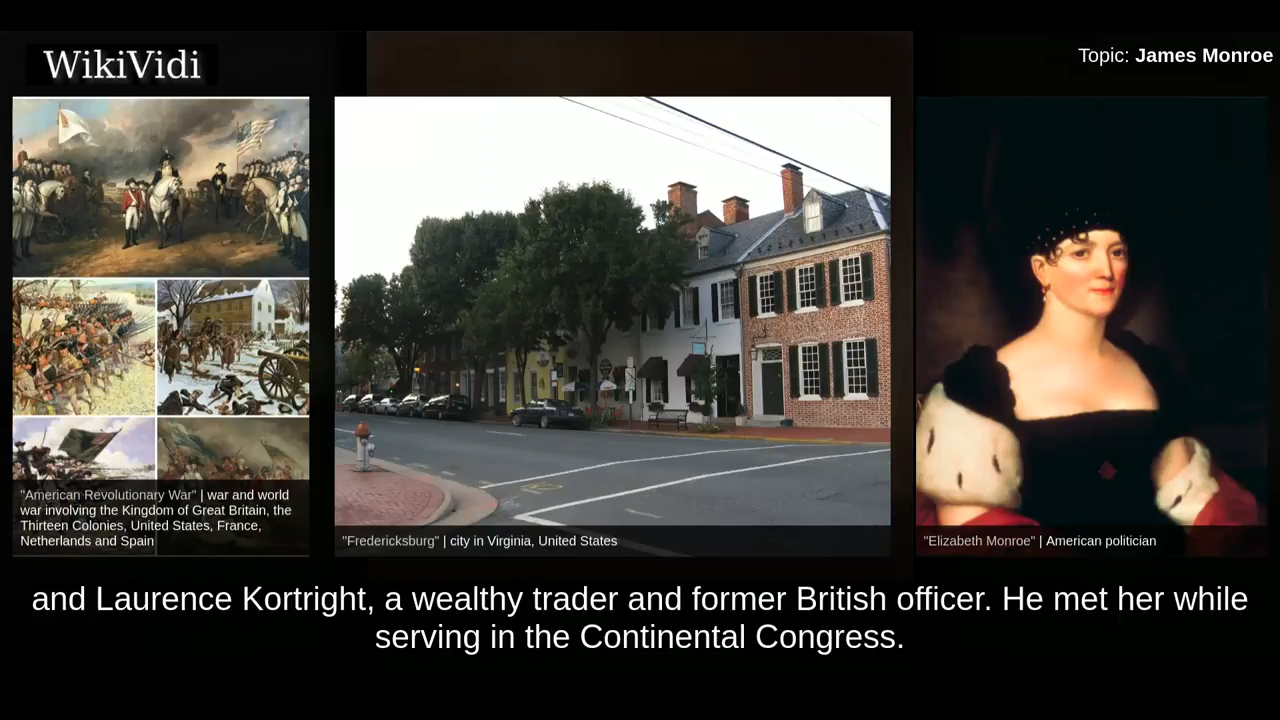 WikiVidi
Topic: James Monroe
"American Revolutionary War" | war and world
war involving the Kingdom of Great Britain, the
Thirteen Colonies, United States, France,
Netherlands and Spain
"Fredericksburg" | city in Virginia, United States
"Elizabeth Monroe" | American politician
and Laurence Kortright, a wealthy trader and former British officer. He met her while
serving in the Continental Congress.